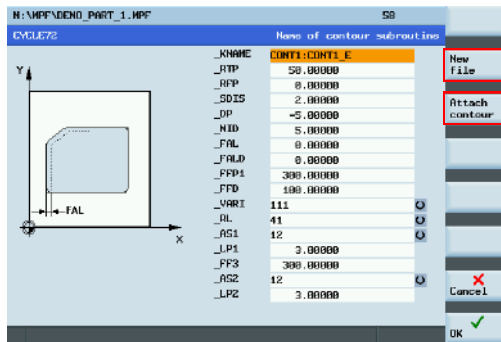 N:\MPF\DEMO_PART_1.MPF 58
CYCLE72 Name of contour subroutine
_KNAME CONT1:CONT1_E
_RTP 50.00000
_RFP 0.00000
_SDIS 2.00000
_DP -5.00000
_MID 5.00000
_FAL 0.00000
_FALD 0.00000
_FFP1 300.00000
_FFD 100.00000
_VARI 111
_RL 41
_AS1 12
_LP1 3.00000
_FF3 300.00000
_AS2 12
_LP2 3.00000
Y
FAL
X
New
file
Attach
contour
Cancel
OK